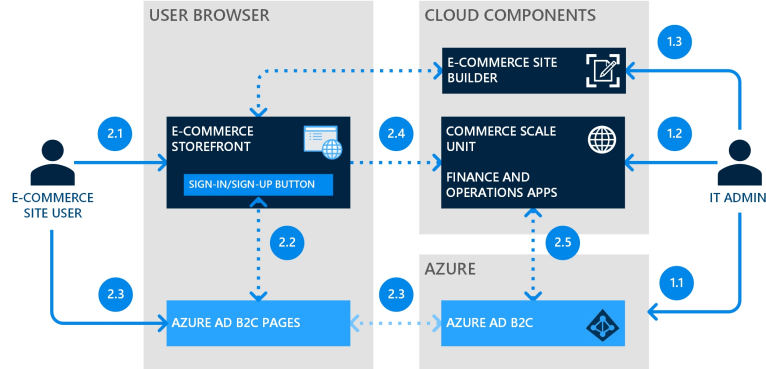 USER BROWSER
CLOUD COMPONENTS
1.3
E-COMMERCE SITE
BUILDER
2.1
E-COMMERCE
STOREFRONT
SIGN-IN/SIGN-UP BUTTON
2.4
COMMERCE SCALE
UNIT
FINANCE AND
OPERATIONS APPS
1.2
E-COMMERCE
SITE USER
IT ADMIN
2.2
2.5
AZURE
2.3
AZURE AD B2C PAGES
2.3
AZURE AD B2C
1.1